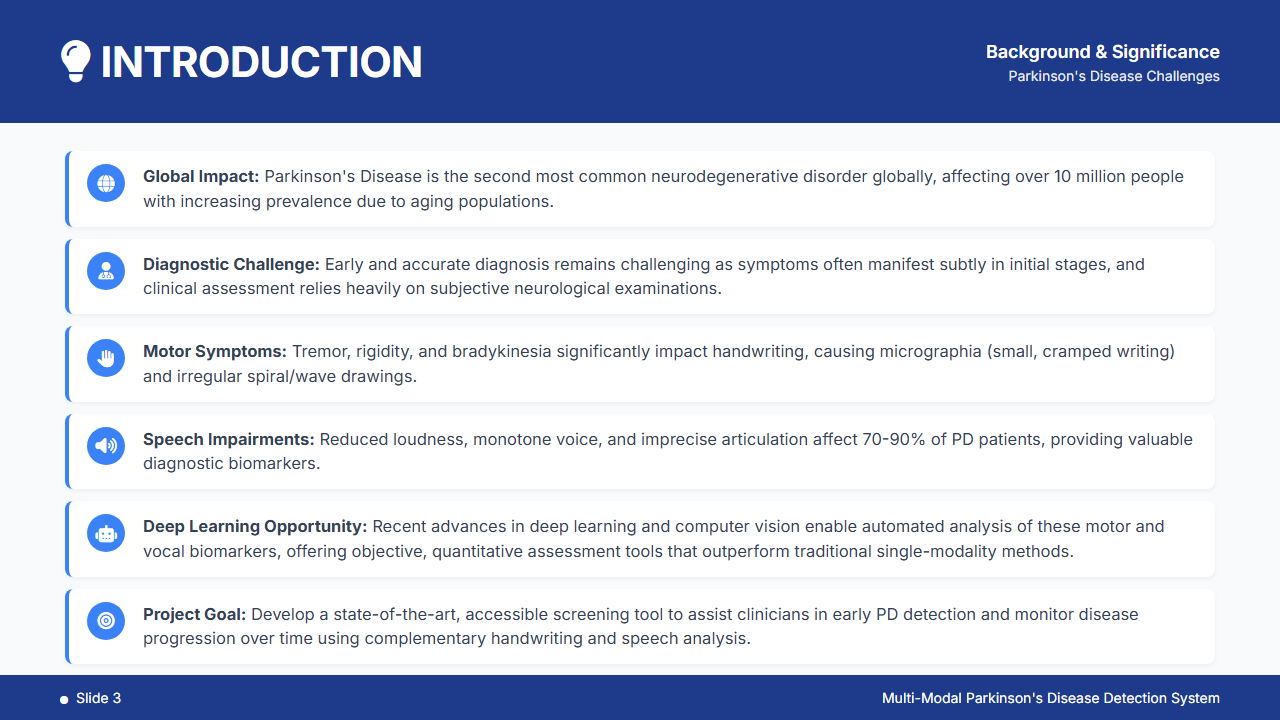 INTRODUCTION
Background & Significance
Parkinson's Disease Challenges
Global Impact: Parkinson's Disease is the second most common neurodegenerative disorder globally, affecting over 10 million people
with increasing prevalence due to aging populations.
Diagnostic Challenge: Early and accurate diagnosis remains challenging as symptoms often manifest subtly in initial stages, and
clinical assessment relies heavily on subjective neurological examinations.
Motor Symptoms: Tremor, rigidity, and bradykinesia significantly impact handwriting, causing micrographia (small, cramped writing)
and irregular spiral/wave drawings.
Speech Impairments: Reduced loudness, monotone voice, and imprecise articulation affect 70-90% of PD patients, providing valuable
diagnostic biomarkers.
Deep Learning Opportunity: Recent advances in deep learning and computer vision enable automated analysis of these motor and
vocal biomarkers, offering objective, quantitative assessment tools that outperform traditional single-modality methods.
Project Goal: Develop a state-of-the-art, accessible screening tool to assist clinicians in early PD detection and monitor disease
progression over time using complementary handwriting and speech analysis.
Slide 3
Multi-Modal Parkinson's Disease Detection System